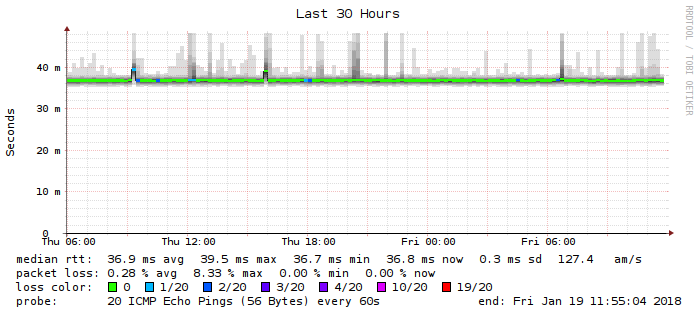 Last 30 Hours
RRDTOOL / TOBI OETIKER
Seconds
40 m
30 m
20 m
10 m
0
Thu 06:00 Thu 12:00 Thu 18:00 Fri 00:00 Fri 06:00
median rtt: 36.9 ms avg 39.5 ms max 36.7 ms min 36.8 ms now 0.3 ms sd 127.4 am/s
packet loss: 0.28 % avg 8.33 % max 0.00 % min 0.00 % now
loss color: 0 1/20 2/20 3/20 4/20 10/20 19/20
probe: 20 ICMP Echo Pings (56 Bytes) every 60s end: Fri Jan 19 11:55:04 2018